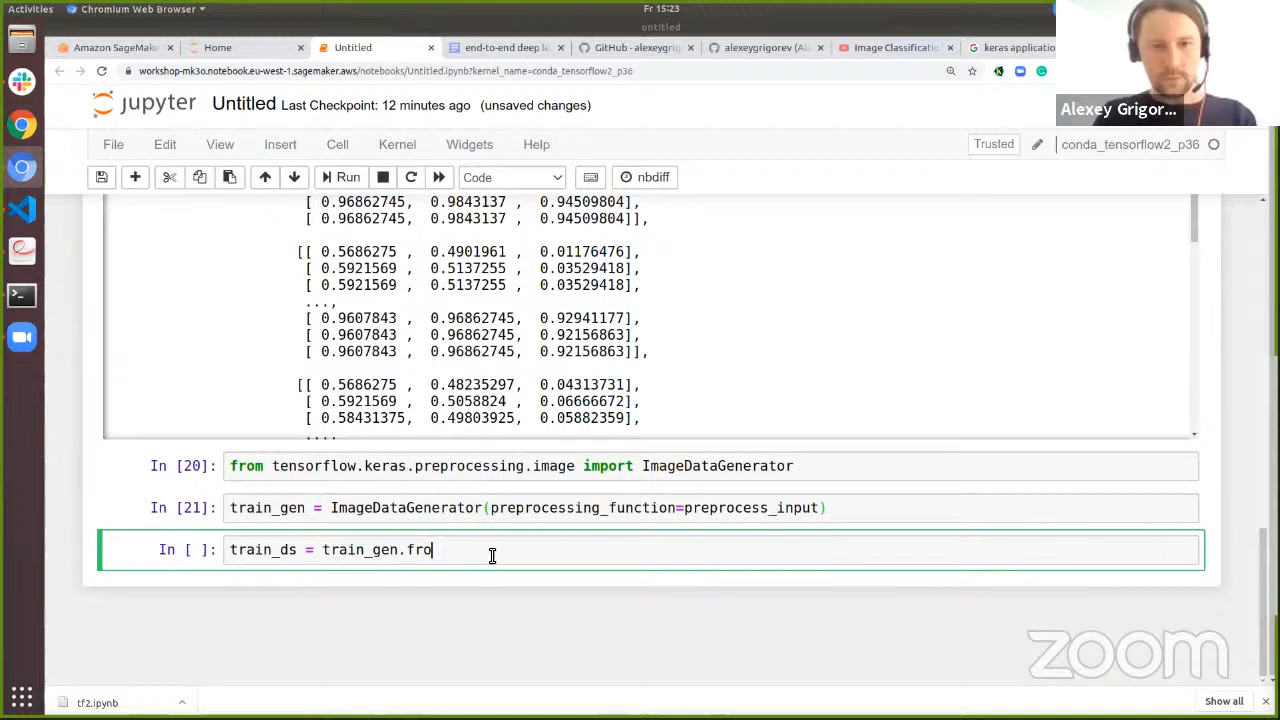 Activities
Chromium Web Browser
Fr 15:23
untitled
Amazon SageMake
Home
Untitled
end-to-end deep le
GitHub - alexeygri
alexeygrigorev (Al
Image Classificatio
keras applicatio
workshop-mk3o.notebook.eu-west-1.sagemaker.aws/notebooks/Untitled.ipynb?kernel_name=conda_tensorflow2_p36
jupyter Untitled Last Checkpoint: 12 minutes ago (unsaved changes)
Alexey Grigor...
File Edit View Insert Cell Kernel Widgets Help
Trusted
conda_tensorflow2_p36
Run
Code
nbdiff
[ 0.96862745, 0.9843137 , 0.94509804],
[ 0.96862745, 0.9843137 , 0.94509804]],
[[ 0.5686275 , 0.4901961 , 0.01176476],
[ 0.5921569 , 0.5137255 , 0.03529418],
[ 0.5921569 , 0.5137255 , 0.03529418],
...,
[ 0.9607843 , 0.96862745, 0.92941177],
[ 0.9607843 , 0.96862745, 0.92156863],
[ 0.9607843 , 0.96862745, 0.92156863]],
[[ 0.5686275 , 0.48235297, 0.04313731],
[ 0.5921569 , 0.5058824 , 0.06666672],
[ 0.58431375, 0.49803925, 0.05882359],
...,
In [20]: from tensorflow.keras.preprocessing.image import ImageDataGenerator
In [21]: train_gen = ImageDataGenerator(preprocessing_function=preprocess_input)
In [ ]: train_ds = train_gen.fro
zoom
tf2.ipynb
Show all